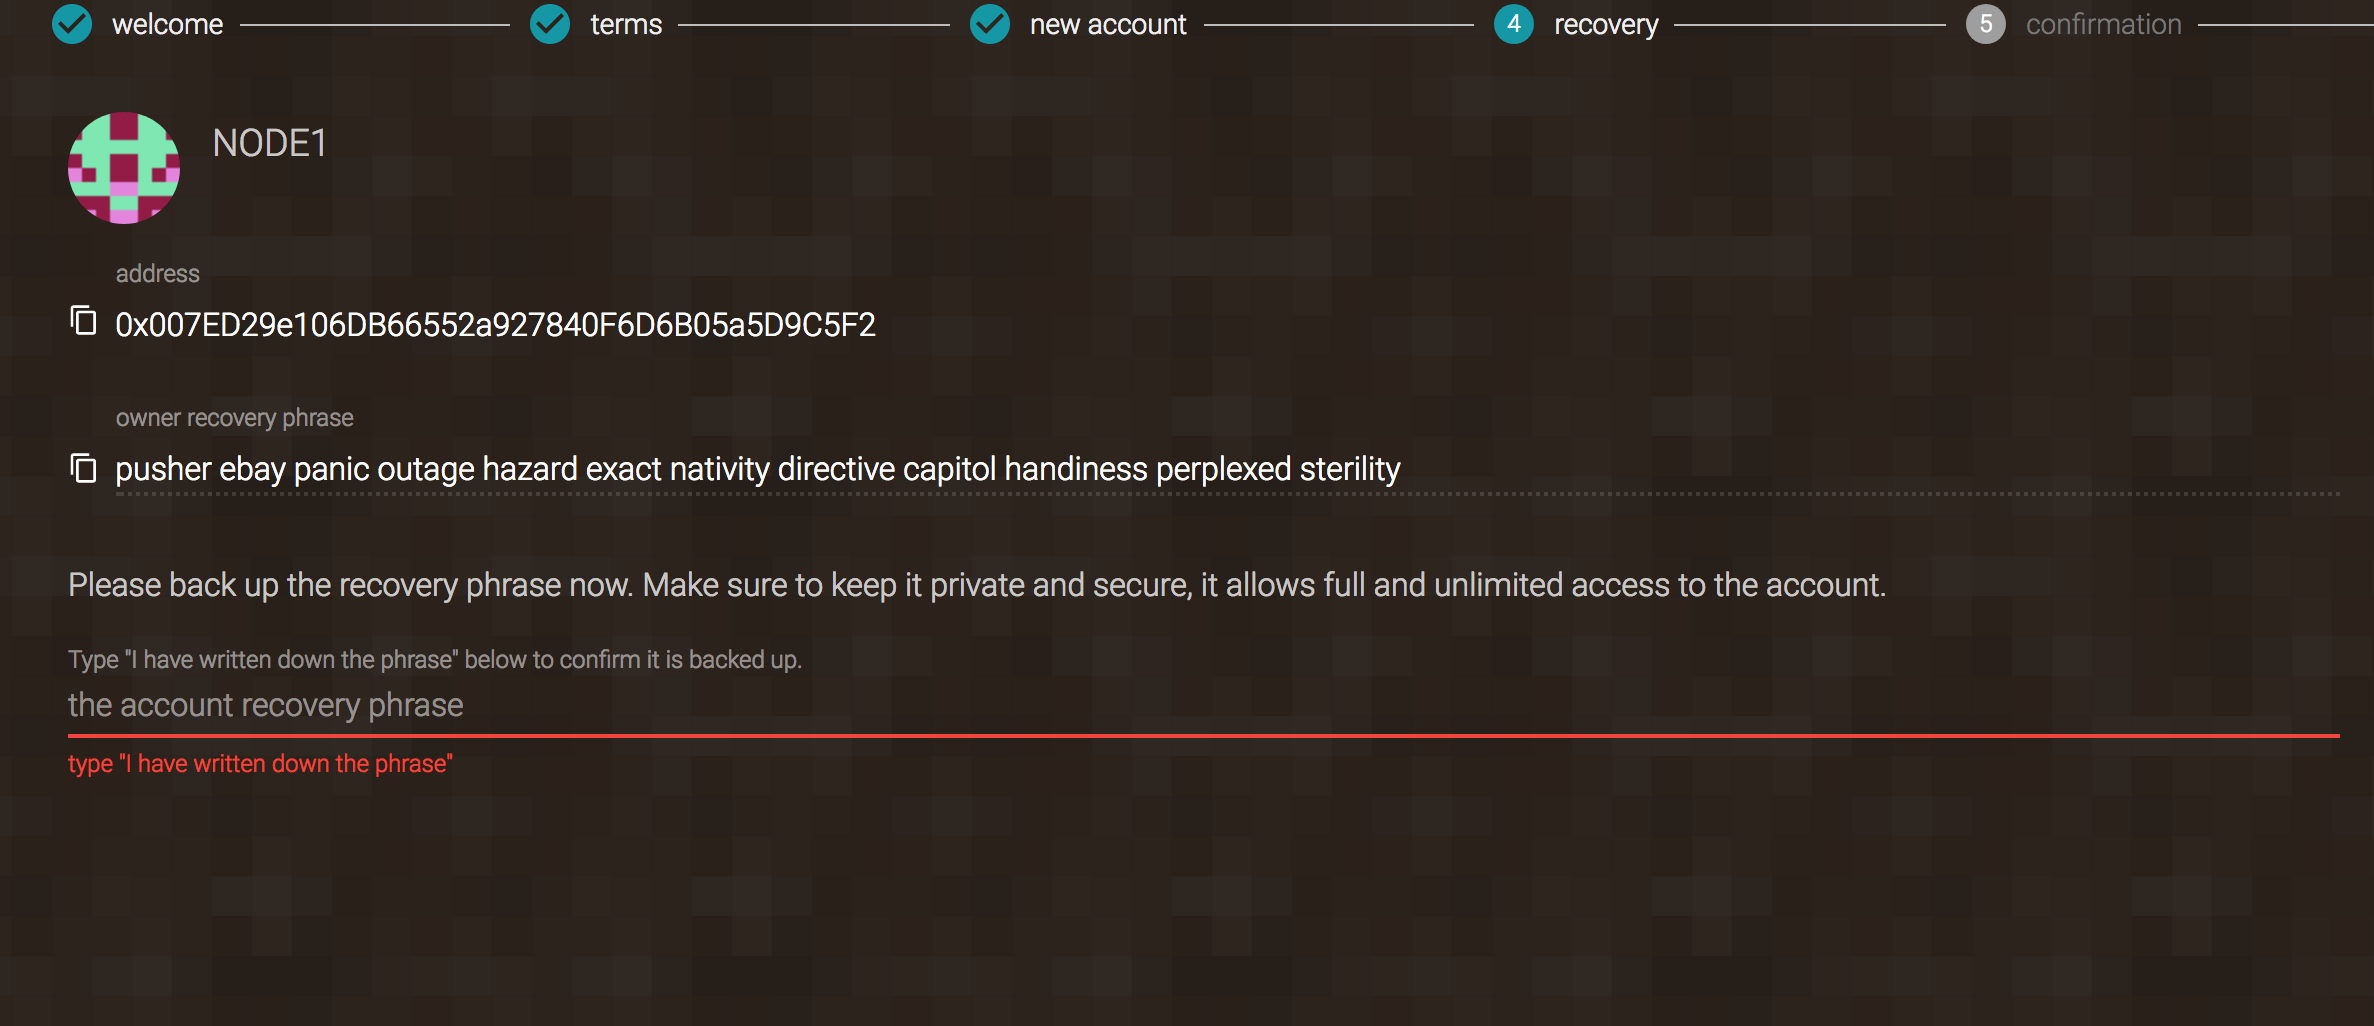 welcome terms new account 4 recovery 5 confirmation
NODE1
address
0x007ED29e106DB66552a927840F6D6B05a5D9C5F2
owner recovery phrase
pusher ebay panic outage hazard exact nativity directive capitol handiness perplexed sterility
Please back up the recovery phrase now. Make sure to keep it private and secure, it allows full and unlimited access to the account.
Type "I have written down the phrase" below to confirm it is backed up.
the account recovery phrase
type "I have written down the phrase"